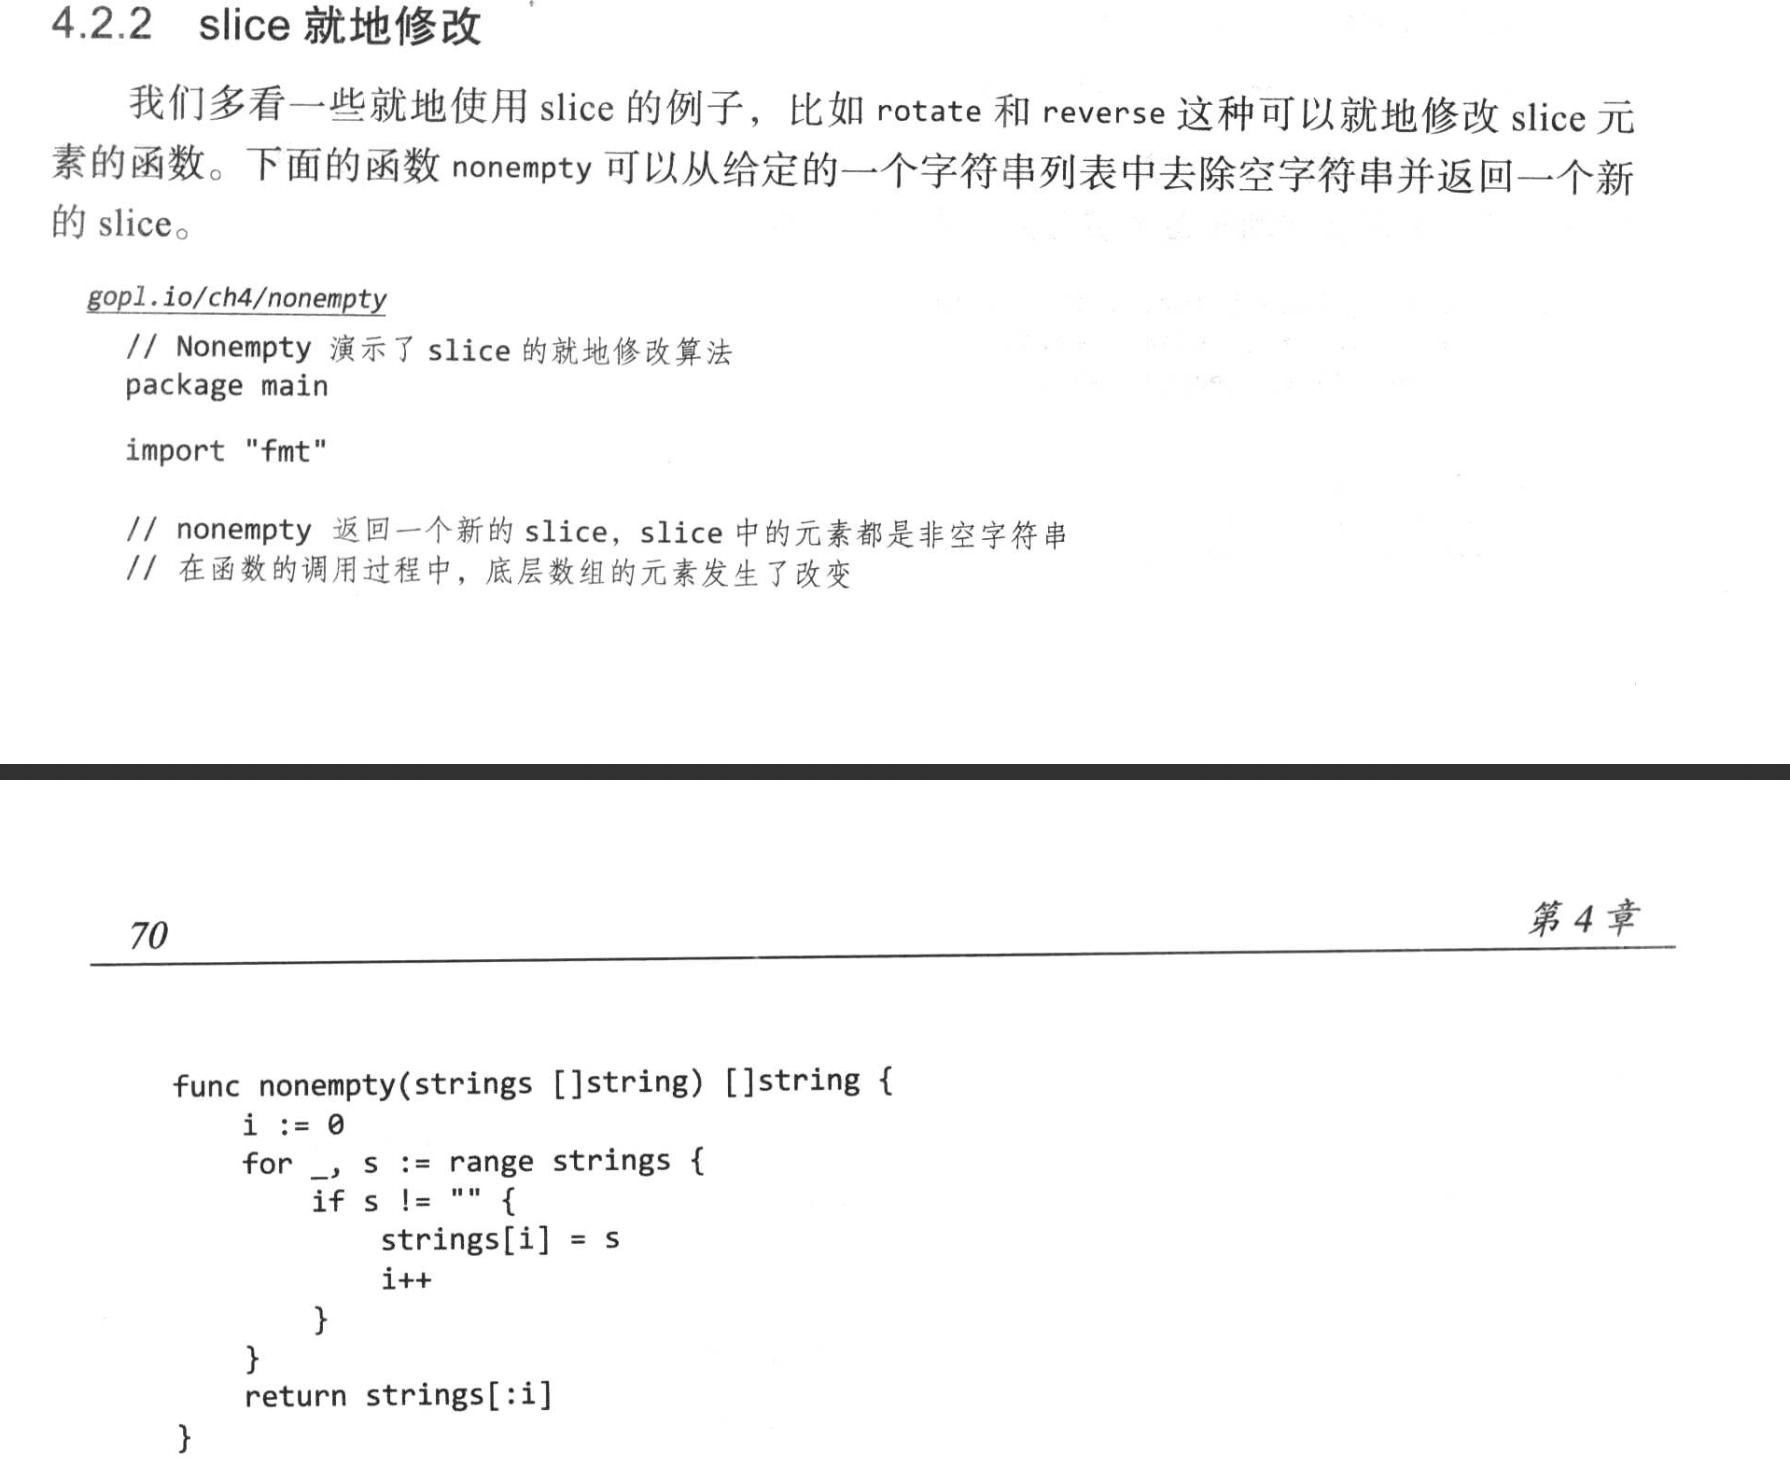 4.2.2 slice 就地修改
我们多看一些就地使用 slice 的例子，比如 rotate 和 reverse 这种可以就地修改 slice 元
素的函数。下面的函数 nonempty 可以从给定的一个字符串列表中去除空字符串并返回一个新
的 slice。
gopl.io/ch4/nonempty
// Nonempty 演示了 slice 的就地修改算法
package main
import "fmt"
// nonempty 返回一个新的 slice，slice 中的元素都是非空字符串
// 在函数的调用过程中，底层数组的元素发生了改变
70
第 4 章
func nonempty(strings []string) []string {
    i := 0
    for _, s := range strings {
        if s != "" {
            strings[i] = s
            i++
        }
    }
    return strings[:i]
}